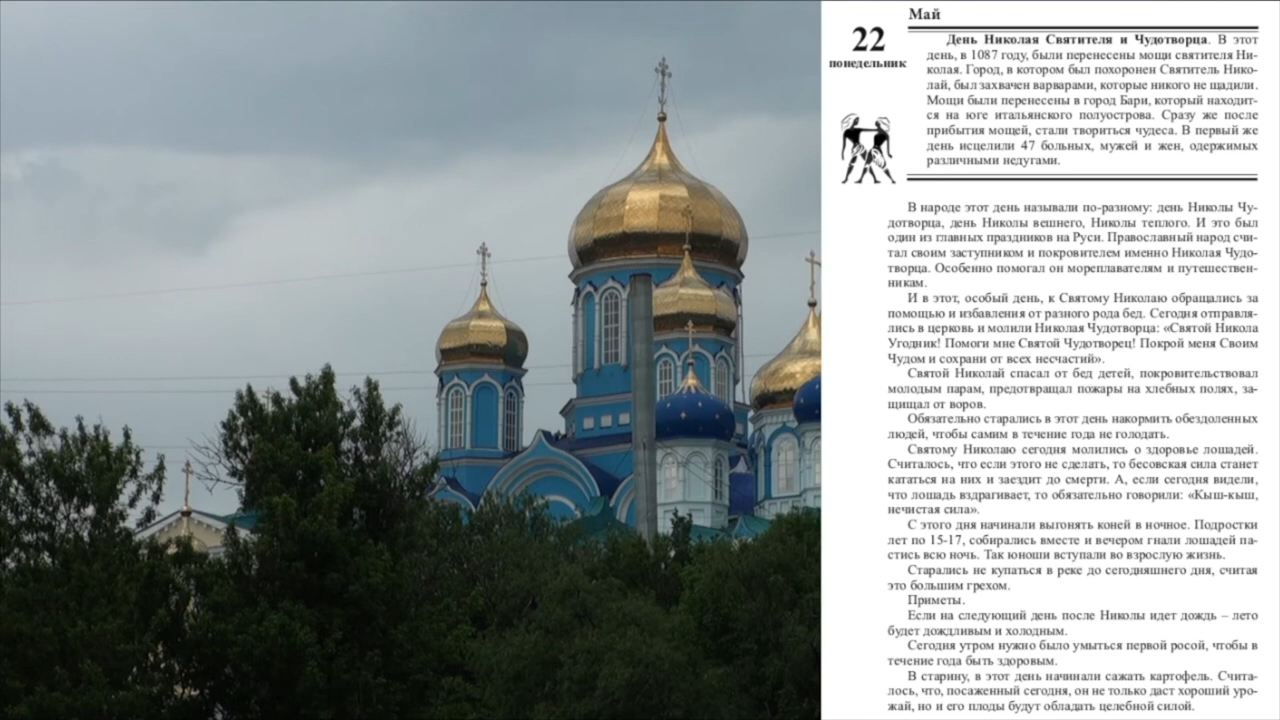 Май
22
понедельник
День Николая Святителя и Чудотворца. В этот
день, в 1087 году, были перенесены мощи святителя Ни-
колая. Город, в котором был похоронен Святитель Нико-
лай, был захвачен варварами, которые никого не щадили.
Мощи были перенесены в город Бари, который находит-
ся на юге итальянского полуострова. Сразу же после
прибытия мощей, стали твориться чудеса. В первый же
день исцелили 47 больных, мужей и жен, одержимых
различными недугами.
В народе этот день называли по-разному: день Николы Чу-
дотворца, день Николы вешнего, Николы теплого. И это был
один из главных праздников на Руси. Православный народ счи-
тал своим заступником и покровителем именно Николая Чудо-
творца. Особенно помогал он мореплавателям и путешествен-
никам.
И в этот, особый день, к Святому Николаю обращались за
помощью и избавления от разного рода бед. Сегодня отправля-
лись в церковь и молили Николая Чудотворца: «Святой Никола
Угодник! Помоги мне Святой Чудотворец! Покрой меня Своим
Чудом и сохрани от всех несчастий».
Святой Николай спасал от бед детей, покровительствовал
молодым парам, предотвращал пожары на хлебных полях, за-
щищал от воров.
Обязательно старались в этот день накормить обездоленных
людей, чтобы самим в течение года не голодать.
Святому Николаю сегодня молились о здоровье лошадей.
Считалось, что если этого не сделать, то бесовская сила станет
кататься на них и заездит до смерти. А, если сегодня видели,
что лошадь вздрагивает, то обязательно говорили: «Кыш-кыш,
нечистая сила».
С этого дня начинали выгонять коней в ночное. Подростки
лет по 15-17, собирались вместе и вечером гнали лошадей па-
стись всю ночь. Так юноши вступали во взрослую жизнь.
Старались не купаться в реке до сегодняшнего дня, считая
это большим грехом.
Приметы.
Если на следующий день после Николы идет дождь – лето
будет дождливым и холодным.
Сегодня утром нужно было умыться первой росой, чтобы в
течение года быть здоровым.
В старину, в этот день начинали сажать картофель. Счита-
лось, что, посаженный сегодня, он не только даст хороший уро-
жай, но и его плоды будут обладать целебной силой.